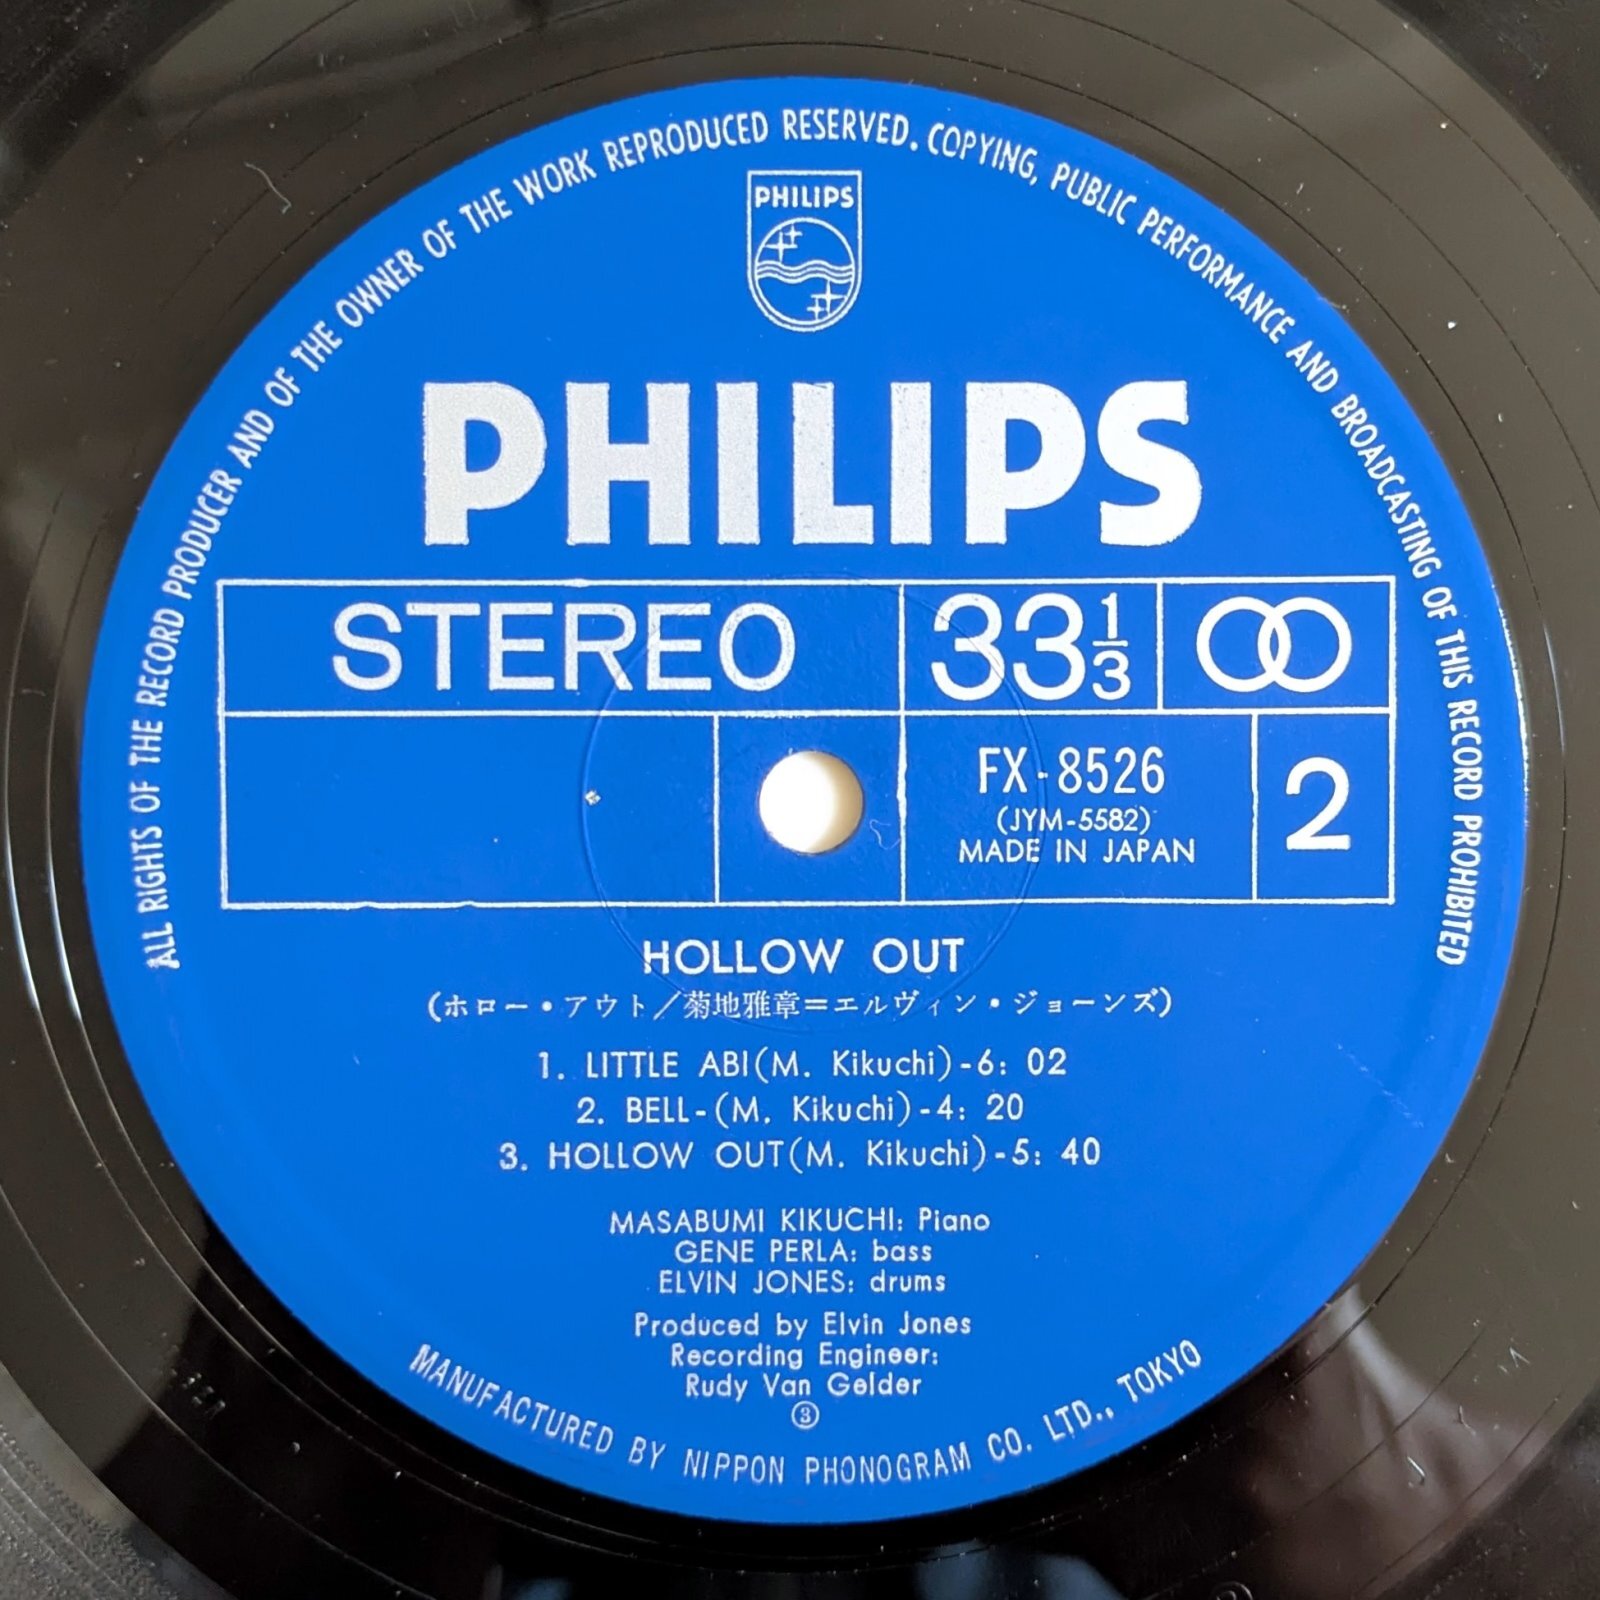 ALL RIGHTS OF THE RECORD PRODUCER AND OF THE OWNER OF THE WORK REPRODUCED RESERVED. COPYING, PUBLIC PERFORMANCE AND BROADCASTING OF THIS RECORD PROHIBITED
PHILIPS
PHILIPS
STEREO 33 1/3
FX-8526 2
(JYM-5582)
MADE IN JAPAN
HOLLOW OUT
(ホロー・アウト/菊地雅章=エルヴィン・ジョーンズ)
1. LITTLE ABI(M. Kikuchi)-6: 02
2. BELL-(M. Kikuchi)-4: 20
3. HOLLOW OUT(M. Kikuchi)-5: 40
MASABUMI KIKUCHI: Piano
GENE PERLA: bass
ELVIN JONES: drums
Produced by Elvin Jones
Recording Engineer:
Rudy Van Gelder
③
MANUFACTURED BY NIPPON PHONOGRAM CO. LTD., TOKYO